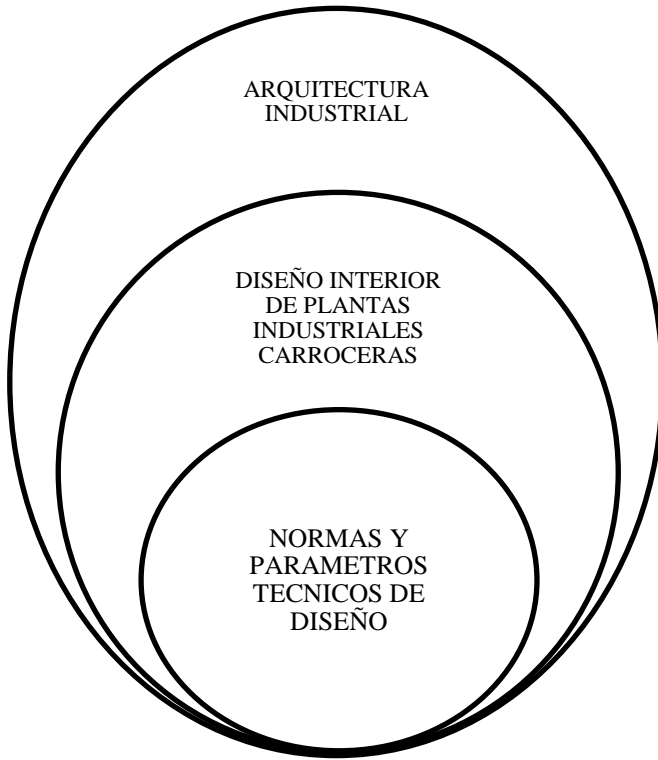 ARQUITECTURA
INDUSTRIAL
DISEÑO INTERIOR
DE PLANTAS
INDUSTRIALES
CARROCERAS
NORMAS Y
PARAMETROS
TECNICOS DE
DISEÑO